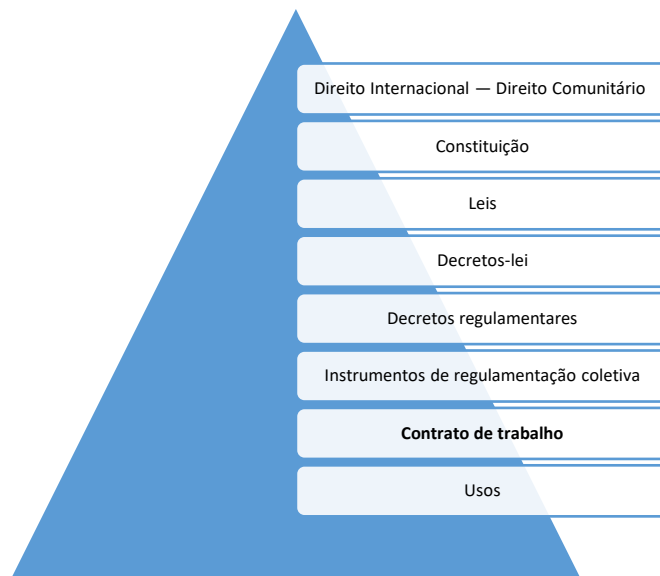 Direito Internacional — Direito Comunitário
Constituição
Leis
Decretos-lei
Decretos regulamentares
Instrumentos de regulamentação coletiva
Contrato de trabalho
Usos